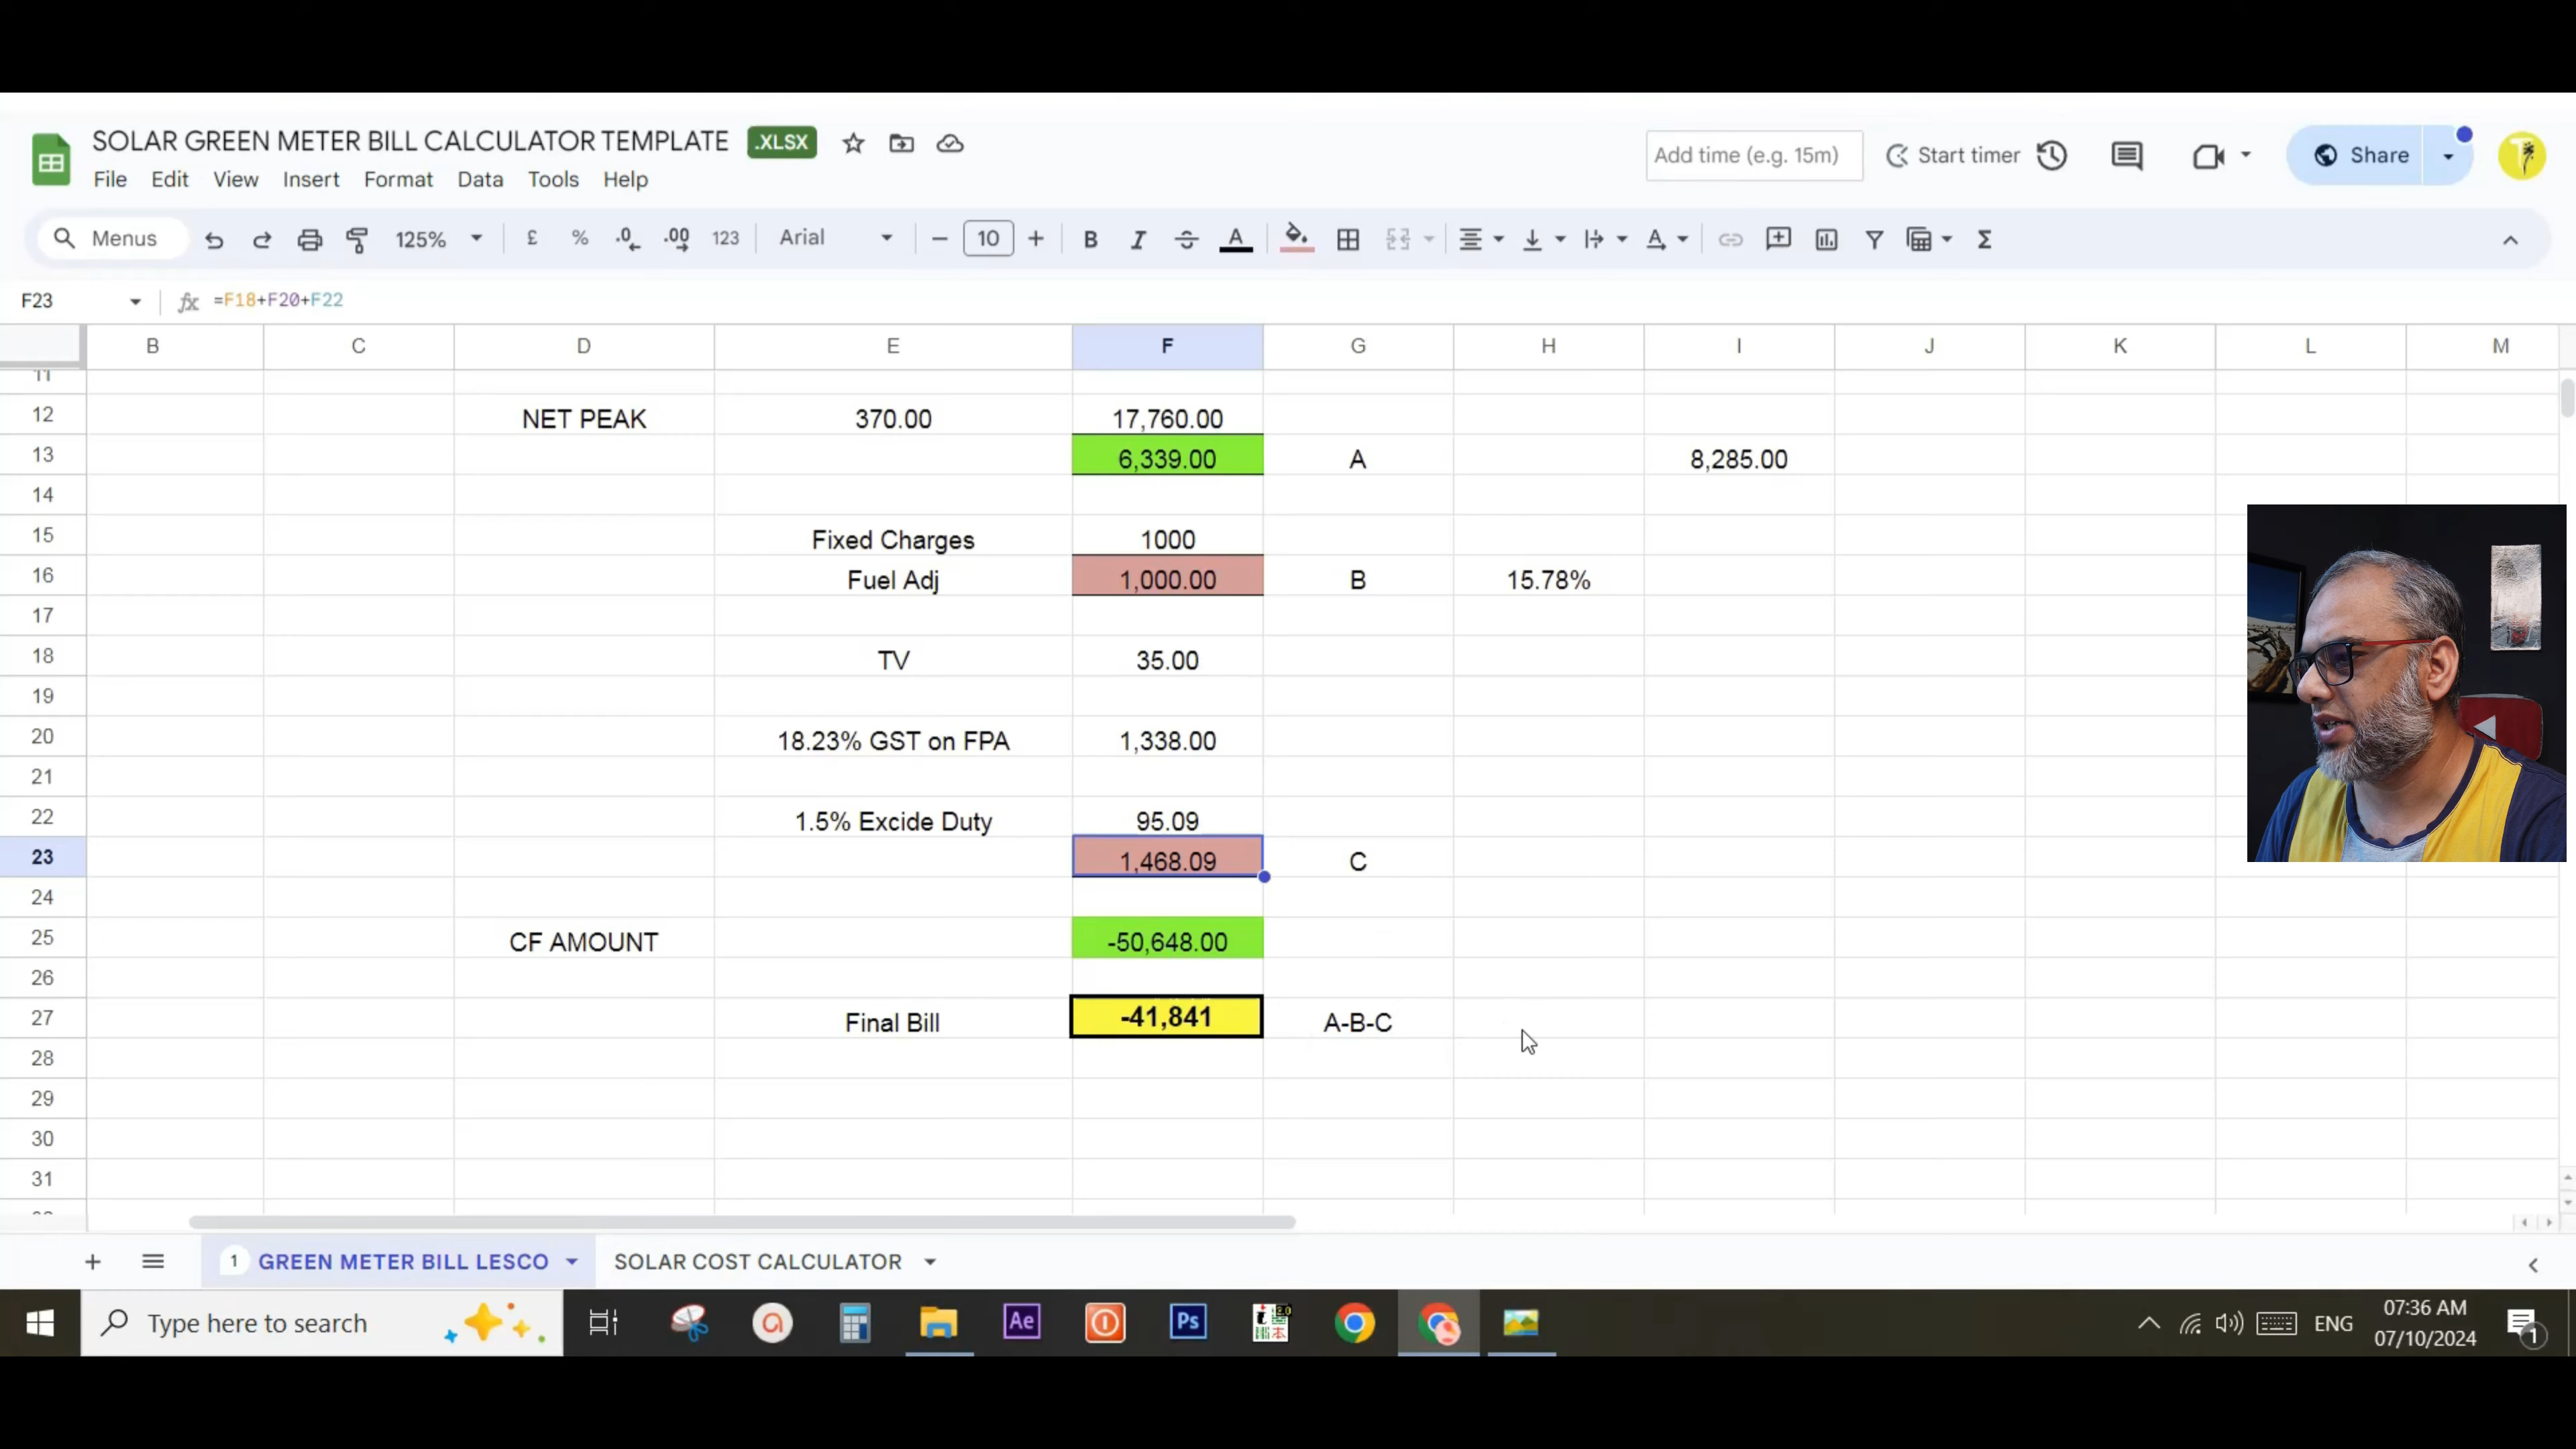 SOLAR GREEN METER BILL CALCULATOR TEMPLATE .XLSX
Add time (e.g. 15m) Start timer Share
File Edit View Insert Format Data Tools Help
Menus 125% £ % .0 .00 123 Arial 10 B I A Σ
F23 fx =F18+F20+F22
B C D E F G H I J K L M
11
12 NET PEAK 370.00 17,760.00
13 6,339.00 A 8,285.00
14
15 Fixed Charges 1000
16 Fuel Adj 1,000.00 B 15.78%
17
18 TV 35.00
19
20 18.23% GST on FPA 1,338.00
21
22 1.5% Excide Duty 95.09
23 1,468.09 C
24
25 CF AMOUNT -50,648.00
26
27 Final Bill -41,841 A-B-C
28
29
30
31
1 GREEN METER BILL LESCO SOLAR COST CALCULATOR
Type here to search Ae Ps ENG 07:36 AM
07/10/2024 1